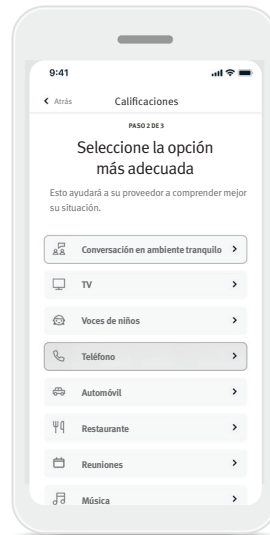 9:41
Atrás Calificaciones
PASO 2 DE 3
Seleccione la opción
más adecuada
Esto ayudará a su proveedor a comprender mejor
su situación.
Conversación en ambiente tranquilo
TV
Voces de niños
Teléfono
Automóvil
Restaurante
Reuniones
Música